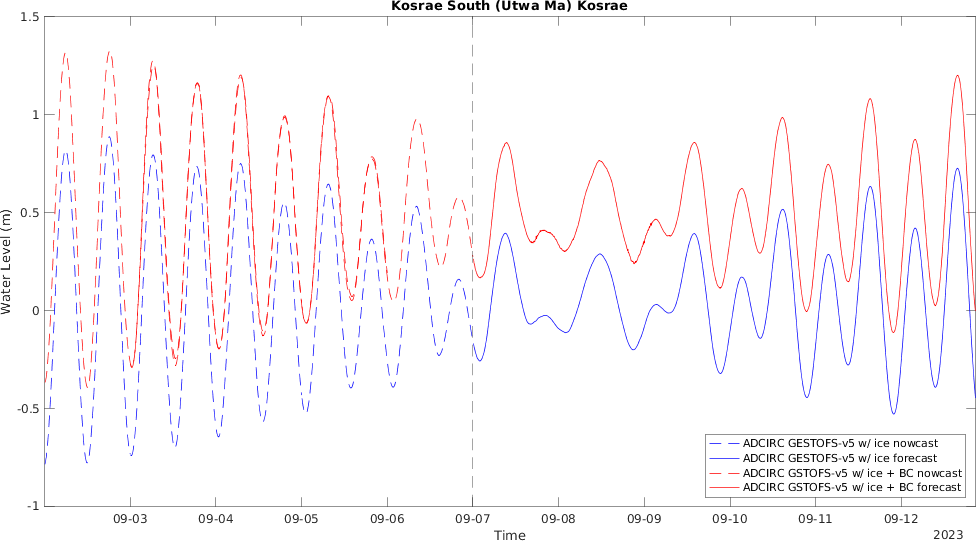 Kosrae South (Utwa Ma) Kosrae
1.5
1
0.5
0
-0.5
-1
Water Level (m)
09-03 09-04 09-05 09-06 09-07 09-08 09-09 09-10 09-11 09-12
Time
2023
ADCIRC GESTOFS-v5 w/ ice nowcast
ADCIRC GESTOFS-v5 w/ ice forecast
ADCIRC GSTOFS-v5 w/ ice + BC nowcast
ADCIRC GSTOFS-v5 w/ ice + BC forecast